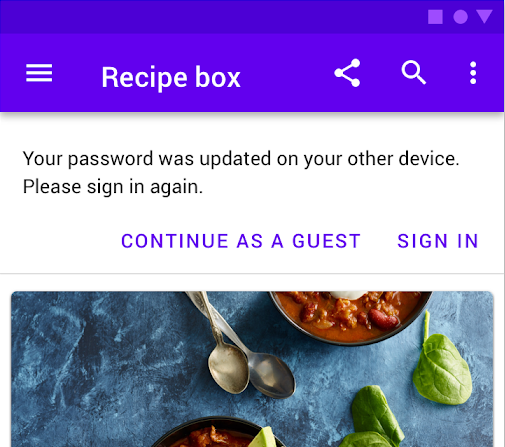 Recipe box
Your password was updated on your other device.
Please sign in again.
CONTINUE AS A GUEST SIGN IN